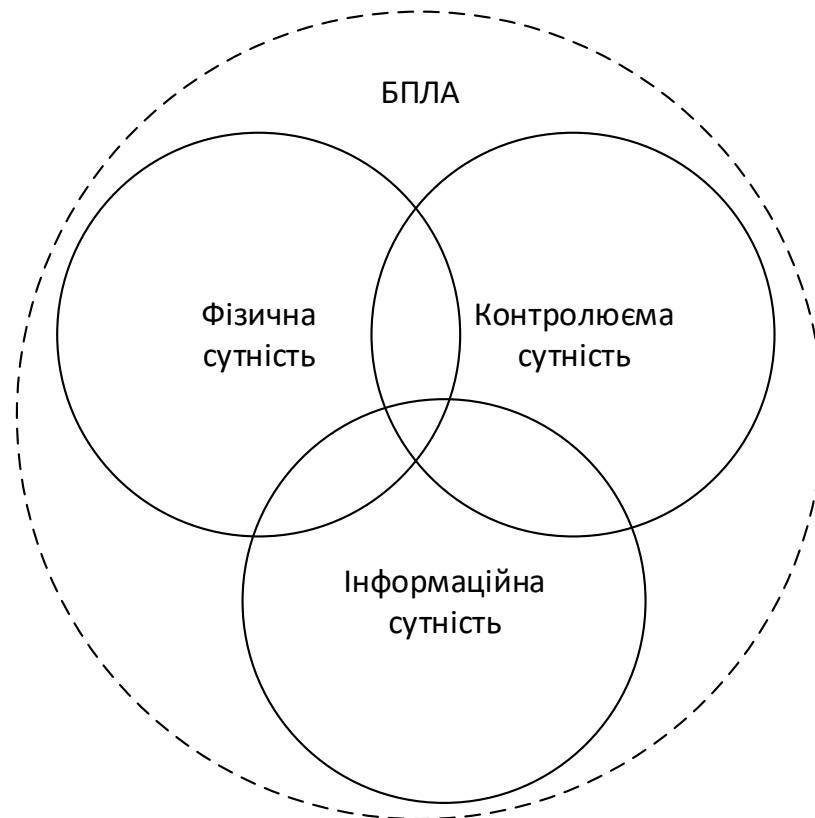 БПЛА
Фізична
сутність
Контролюєма
сутність
Інформаційна
сутність